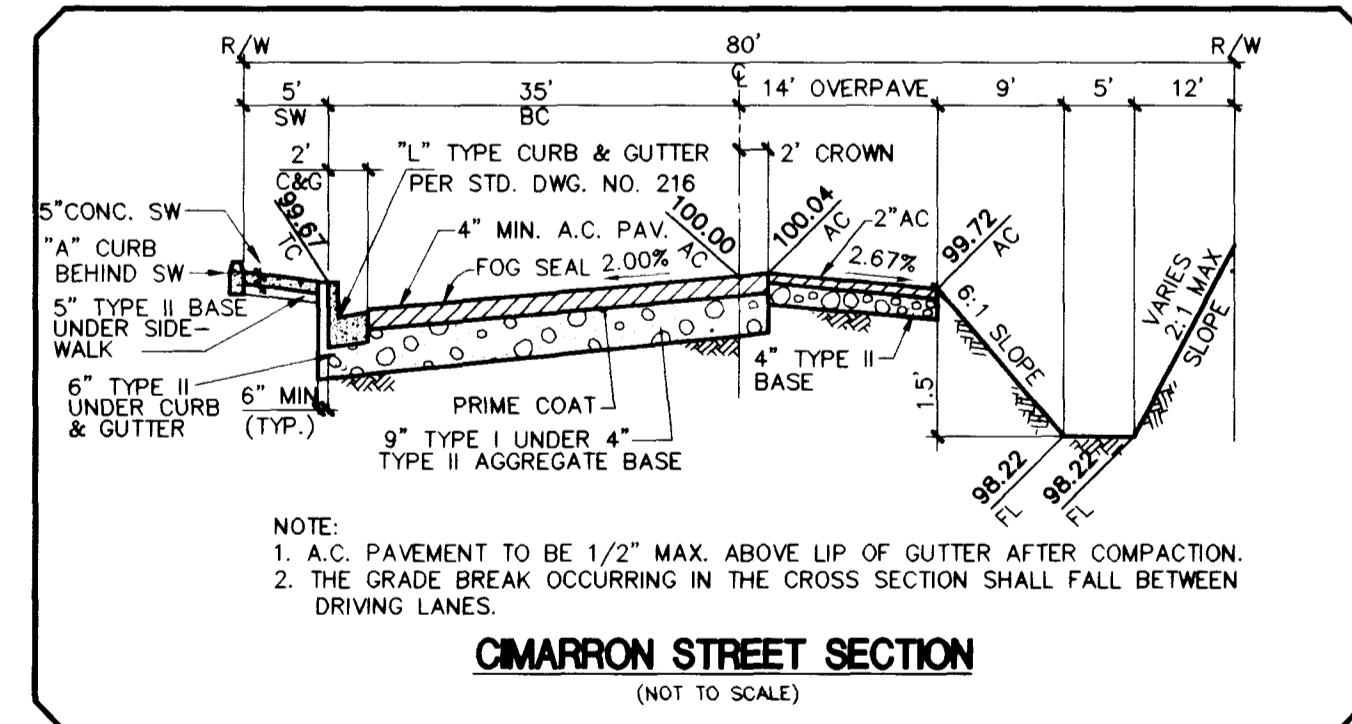 R/W 80' R/W
5' 35' ℄ 14' OVERPAVE 9' 5' 12'
SW BC
2' "L" TYPE CURB & GUTTER 2' CROWN
C&G PER STD. DWG. NO. 216
5"CONC. SW
99.67
TC
4" MIN. A.C. PAV.
100.00
AC
100.04
AC
2"AC
99.72
AC
"A" CURB
BEHIND SW
FOG SEAL 2.00%
2.67%
5" TYPE II BASE
UNDER SIDE-
WALK
6:1 SLOPE
VARIES
2:1 MAX
SLOPE
4" TYPE II
BASE
1.5'
6" TYPE II
UNDER CURB
& GUTTER
6" MIN
(TYP.)
PRIME COAT
9" TYPE I UNDER 4"
TYPE II AGGREGATE BASE
98.22
FL
98.22
FL
NOTE:
1. A.C. PAVEMENT TO BE 1/2" MAX. ABOVE LIP OF GUTTER AFTER COMPACTION.
2. THE GRADE BREAK OCCURRING IN THE CROSS SECTION SHALL FALL BETWEEN
DRIVING LANES.
CIMARRON STREET SECTION
(NOT TO SCALE)